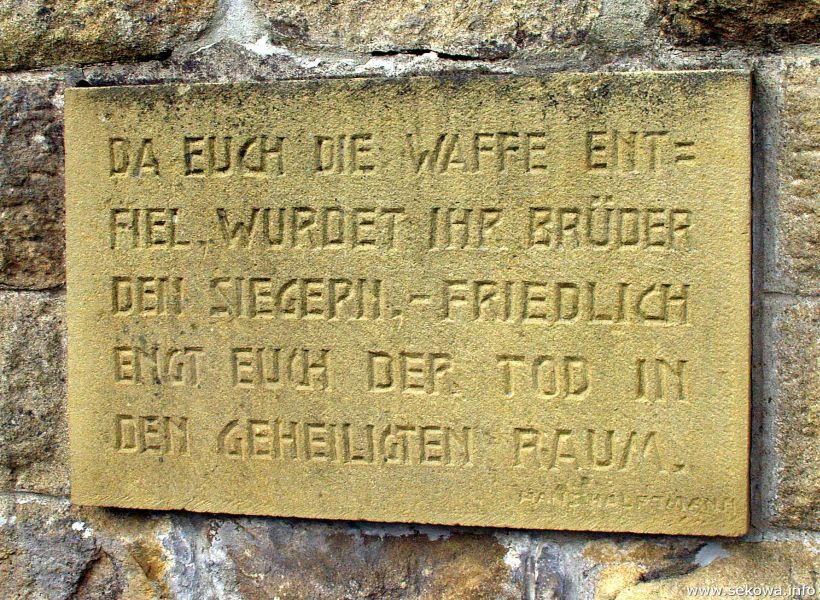 DA EUCH DIE WAFFE ENT=
FIEL, WURDET IHR BRÜDER
DEN SIEGERN. - FRIEDLICH
ENGT EUCH DER TOD IN
DEN GEHEILIGTEN RAUM.
HANS HAUPTMANN
www.sekowa.info